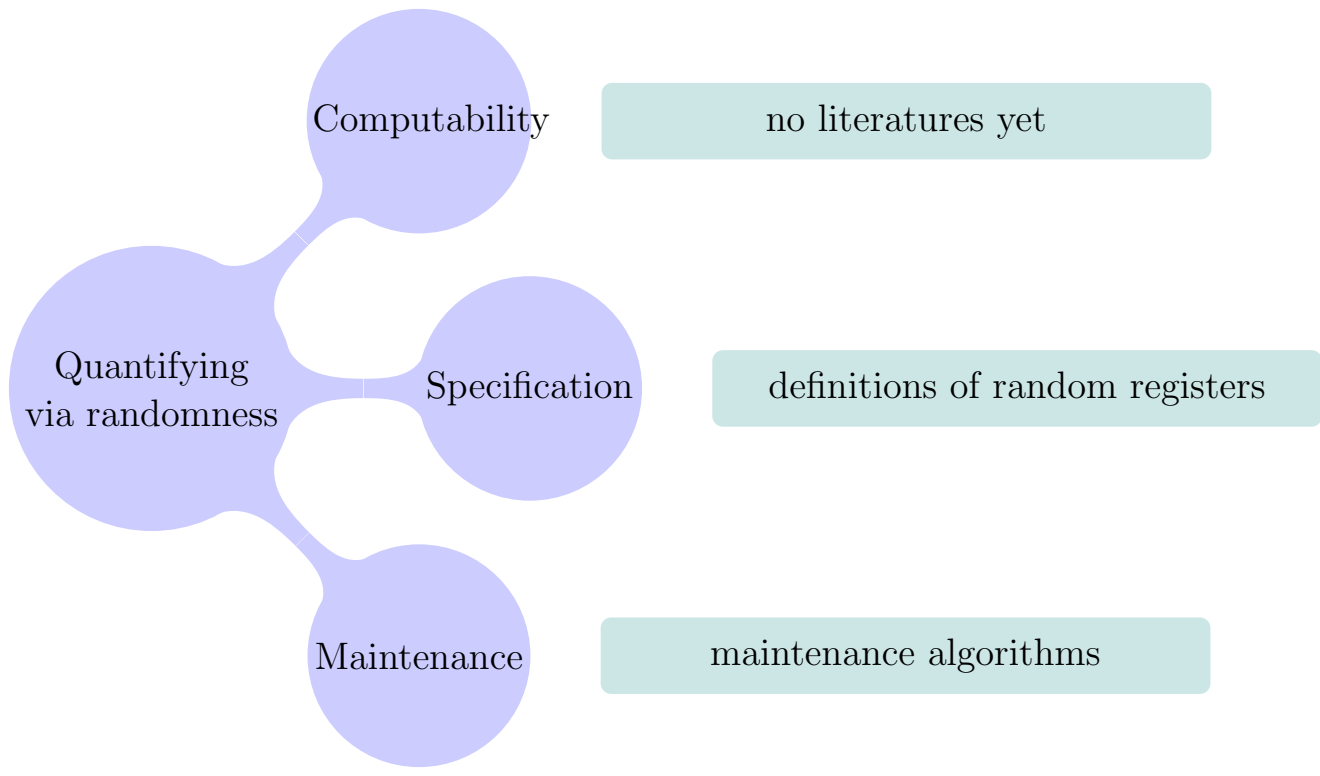 Computability
no literatures yet
Quantifying
via randomness
Specification
definitions of random registers
Maintenance
maintenance algorithms